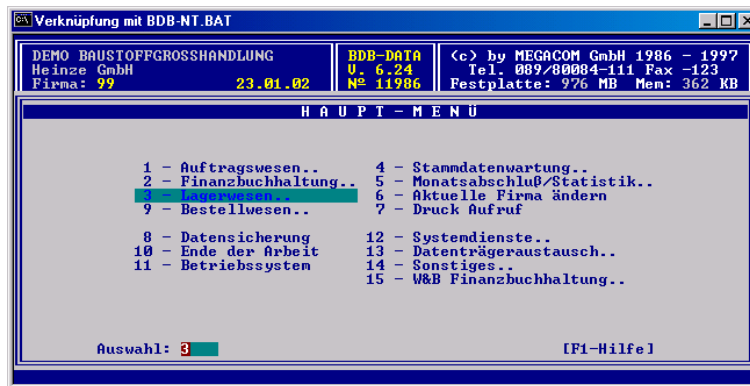 Verknüpfung mit BDB-NT.BAT
DEMO BAUSTOFFGROSSHANDLUNG
Heinze GmbH
Firma: 99 23.01.02
BDB-DATA
V. 6.24
Nº 11986
(c) by MEGACOM GmbH 1986 - 1997
Tel. 089/80084-111 Fax -123
Festplatte: 976 MB Mem: 362 KB
H A U P T - M E N Ü
1 - Auftragswesen..
2 - Finanzbuchhaltung..
3 - Lagerwesen..
9 - Bestellwesen..
8 - Datensicherung
10 - Ende der Arbeit
11 - Betriebssystem
4 - Stammdatenwartung..
5 - Monatsabschluß/Statistik..
6 - Aktuelle Firma ändern
7 - Druck Aufruf
12 - Systemdienste..
13 - Datenträgeraustausch..
14 - Sonstiges..
15 - W&B Finanzbuchhaltung..
Auswahl: 3
[F1-Hilfe]